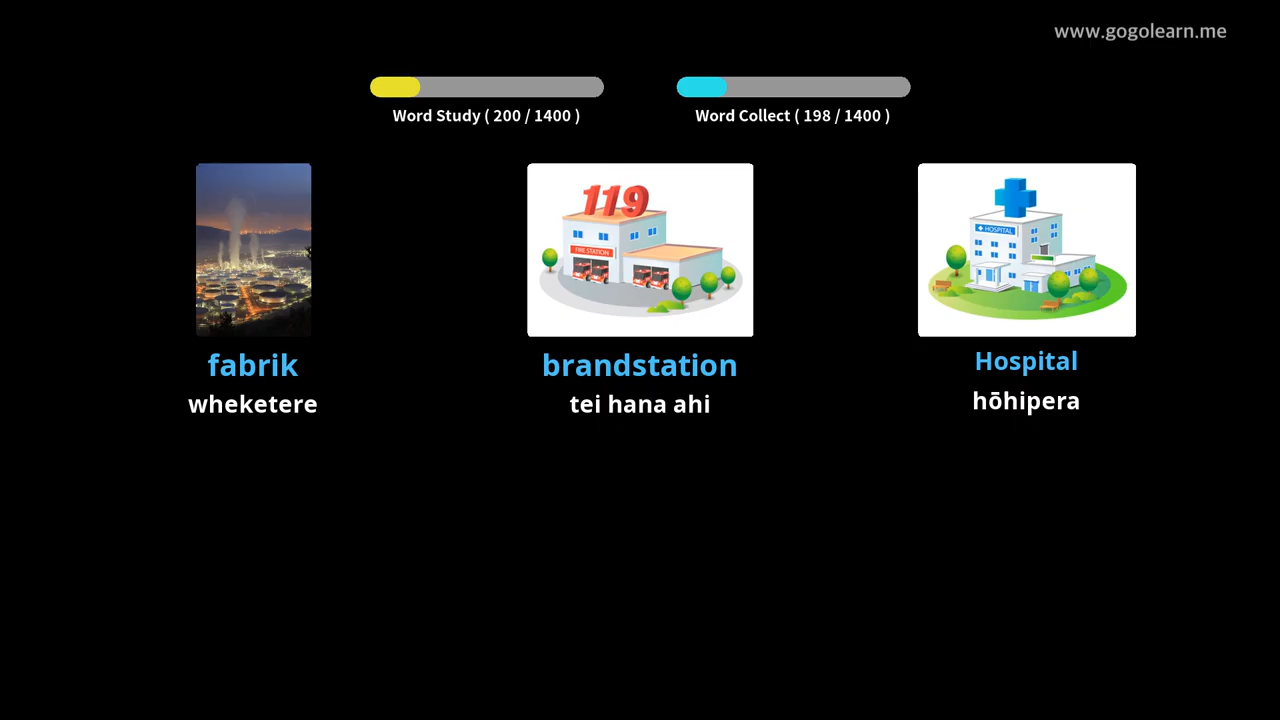 www.gogolearn.me
Word Study ( 200 / 1400 )
Word Collect ( 198 / 1400 )
119
FIRE STATION
HOSPITAL
fabrik
brandstation
Hospital
wheketere
tei hana ahi
hōhipera